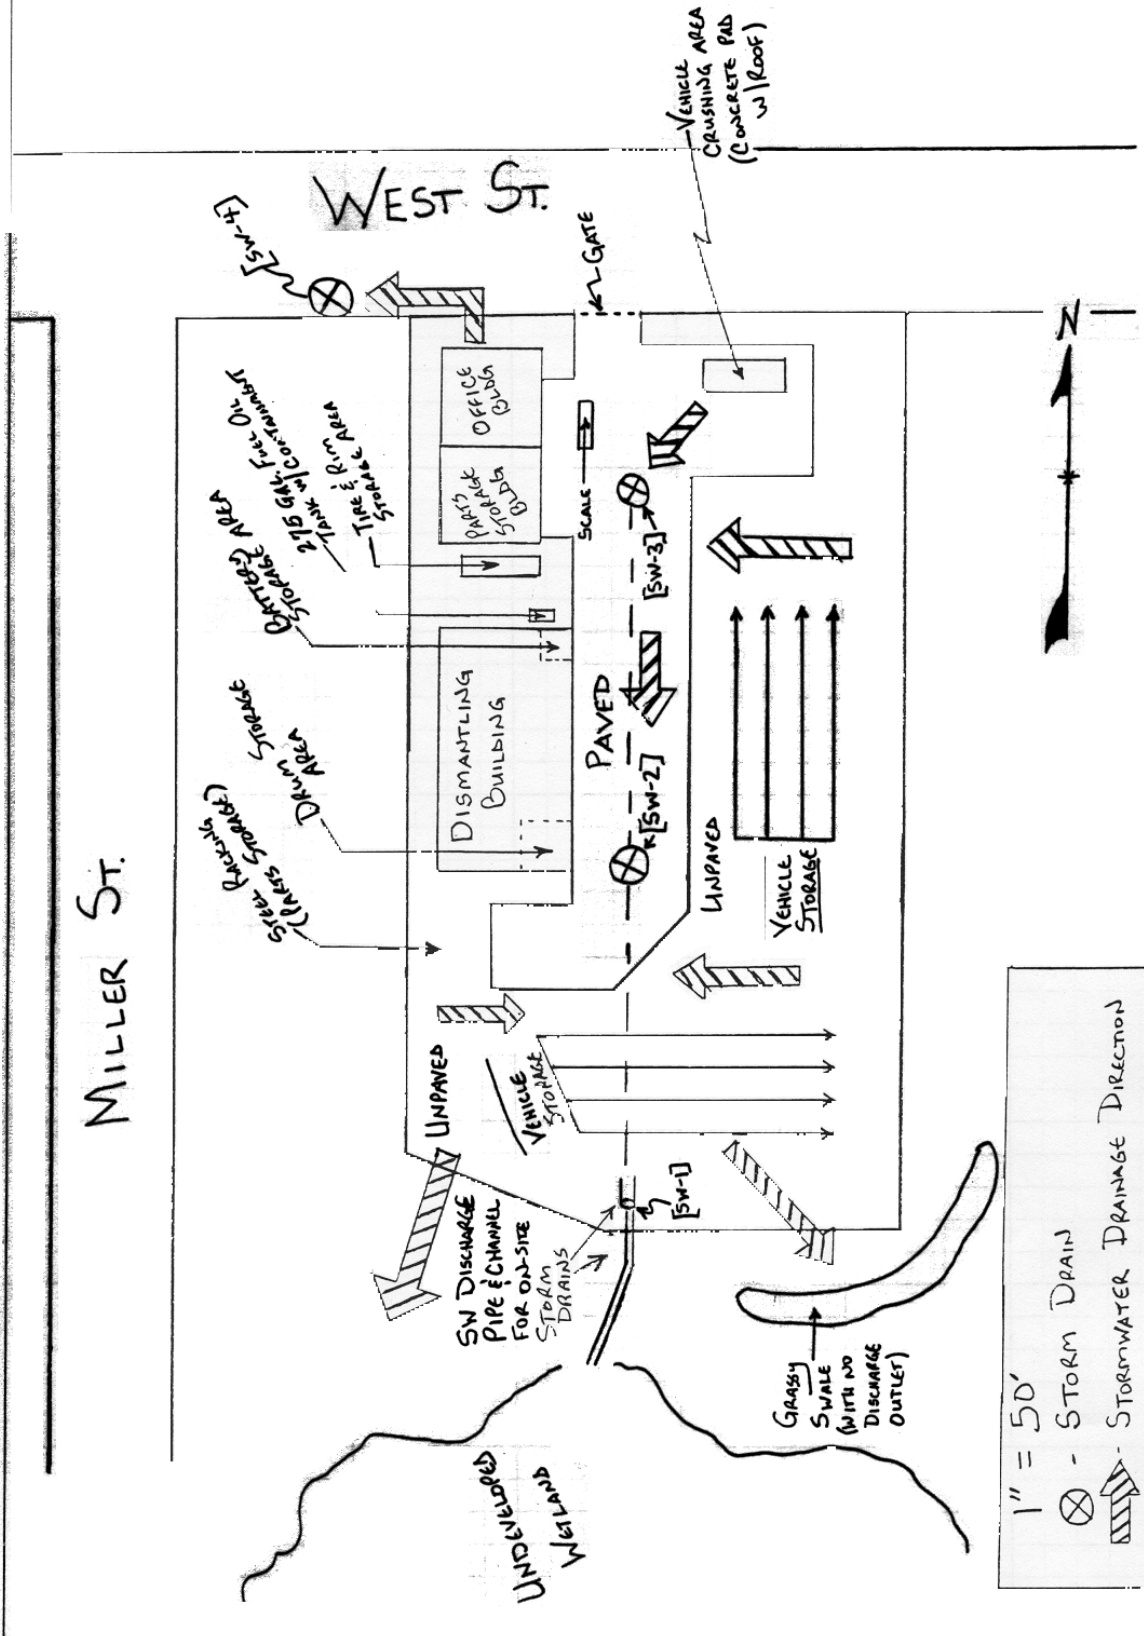 MILLER ST.
WEST ST.
[SW-4]
STEEL RACKING
(PARTS STORAGE)
DRUM STORAGE
AREA
BATTERY AREA
STORAGE
275 GAL. FUEL OIL
TANK W/CONTAINMENT
TIRE & RIM
STORAGE AREA
OFFICE
BLDG
PARTS
STORAGE
BLDG
DISMANTLING
BUILDING
SCALE
GATE
VEHICLE
CRUSHING AREA
(CONCRETE PAD
W/ROOF)
PAVED
[SW-3]
[SW-2]
UNPAVED
VEHICLE
STORAGE
UNPAVED
VEHICLE
STORAGE
[SW-1]
SW DISCHARGE
PIPE & CHANNEL
FOR ON-SITE
STORM
DRAINS
UNDEVELOPED
WETLAND
GRASSY
SWALE
(WITH NO
DISCHARGE
OUTLET)
N
1" = 50'
- STORM DRAIN
- STORMWATER DRAINAGE DIRECTION